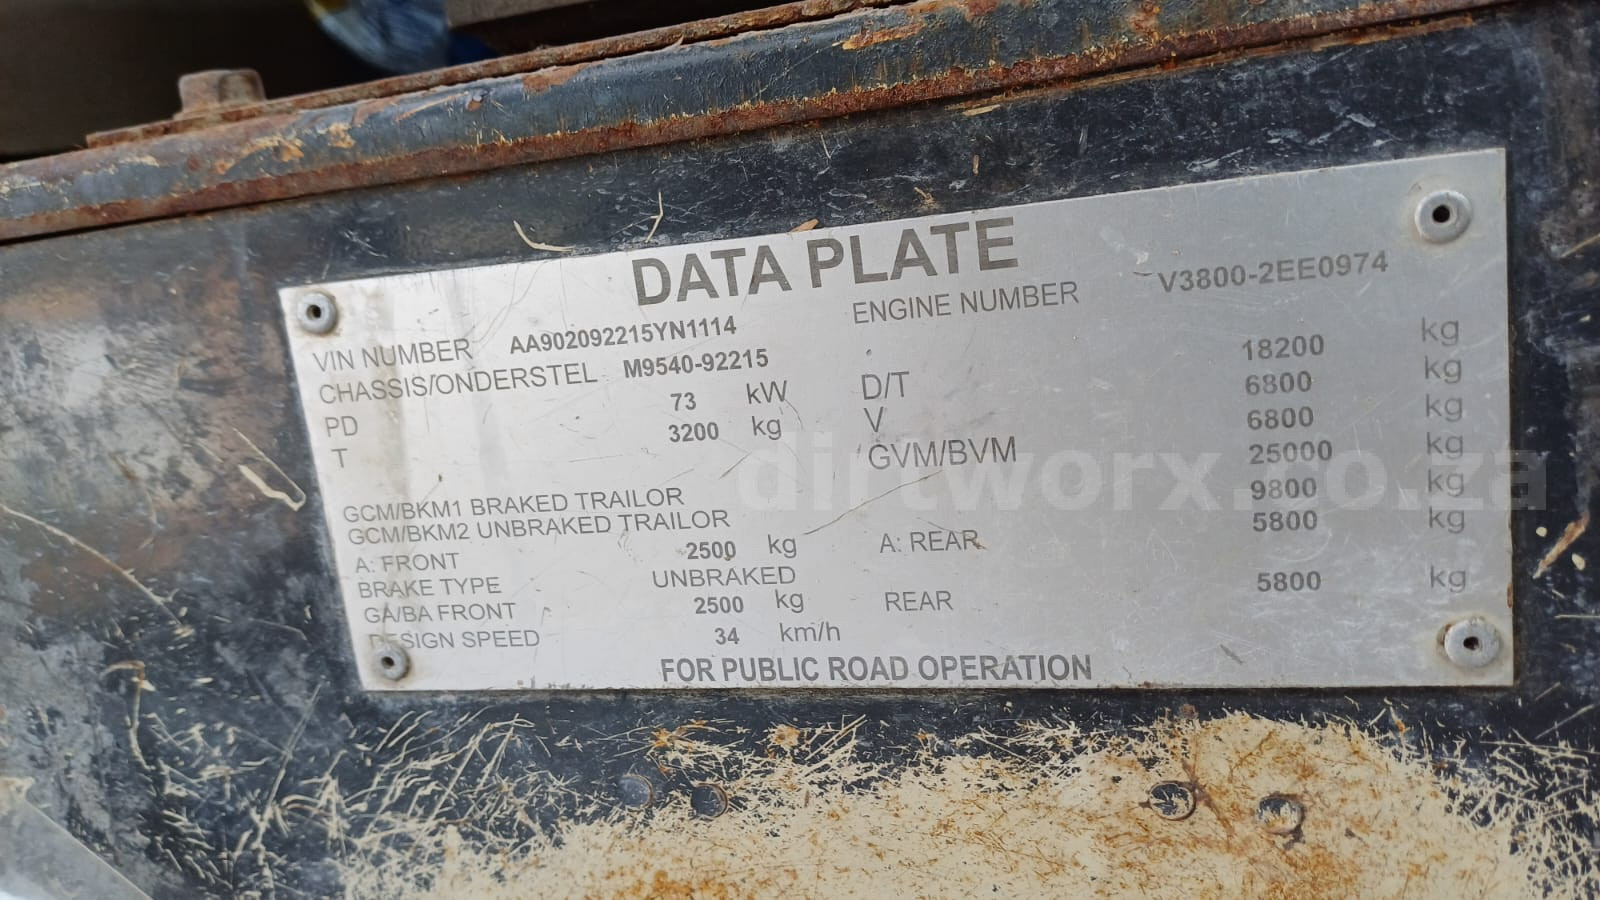 DATA PLATE
VIN NUMBER AA902092215YN1114 ENGINE NUMBER V3800-2EE0974
CHASSIS/ONDERSTEL M9540-92215
PD 73 kW D/T 18200 kg
T 3200 kg V 6800 kg
GVM/BVM 6800 kg
GCM/BKM1 BRAKED TRAILOR 25000 kg
GCM/BKM2 UNBRAKED TRAILOR 9800 kg
A: FRONT 2500 kg A: REAR 5800 kg
BRAKE TYPE UNBRAKED
GA/BA FRONT 2500 kg REAR 5800 kg
DESIGN SPEED 34 km/h
FOR PUBLIC ROAD OPERATION
dirtworx.co.za